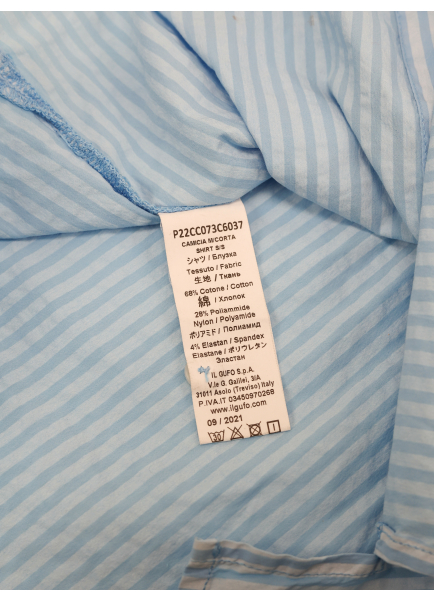 P22CC073C6037
CAMICIA M/CORTA
SHIRT S/S
シャツ / Блузка
Tessuto / Fabric
生地 / Ткань
68% Cotone / Cotton
綿 / Хлопок
28% Poliammide
Nylon / Polyamide
ポリアミド / Полиамид
4% Elastan / Spandex
Elastane / ポリウレタン
Эластан
IL GUFO S.p.A.
V.le G. Galilei, 3/A
31011 Asolo (Treviso) Italy
P.IVA.IT 03450970268
www.ilgufo.com
09 / 2021
30